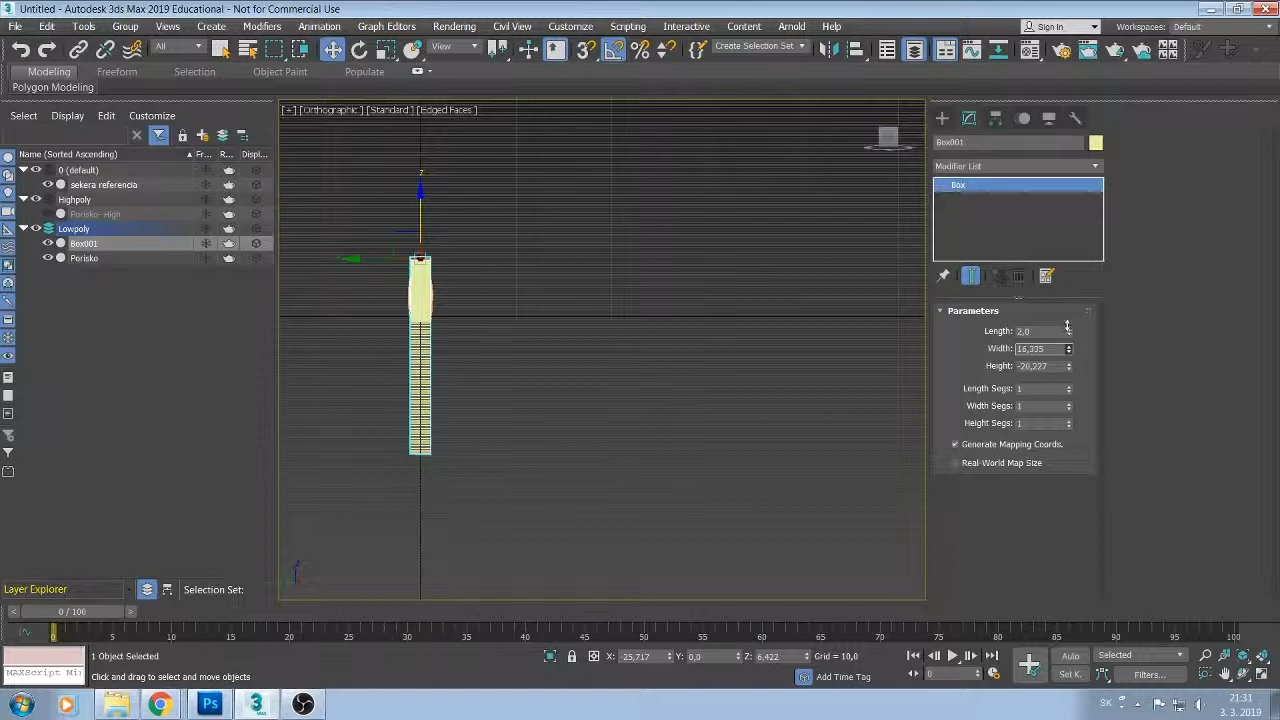 Untitled - Autodesk 3ds Max 2019 Educational - Not for Commercial Use
File Edit Tools Group Views Create Modifiers Animation Graph Editors Rendering Civil View Customize Scripting Interactive Content Arnold Help Sign In Workspaces: Default
All View Create Selection Set
Modeling Freeform Selection Object Paint Populate
Polygon Modeling
Select Display Edit Customize
Name (Sorted Ascending) Fr... R... Displ...
0 (default)
sekera referencia
Highpoly
Porisko- High
Lowpoly
Box001
Porisko
[+] [Orthographic ] [Standard ] [Edged Faces ]
z
z
Box001
Modifier List
Box
Parameters
Length: 2,0
Width: 16,335
Height: -20,227
Length Segs: 1
Width Segs: 1
Height Segs: 1
Generate Mapping Coords.
Real-World Map Size
Layer Explorer Selection Set:
< 0 / 100 >
0 5 10 15 20 25 30 35 40 45 50 55 60 65 70 75 80 85 90 95 100
1 Object Selected X: -25,717 Y: 0,0 Z: 6,422 Grid = 10,0 Auto Selected
MAXScript Mi: Click and drag to select and move objects Add Time Tag 0 Set K. Filters...
SK 21:31
3. 3. 2019